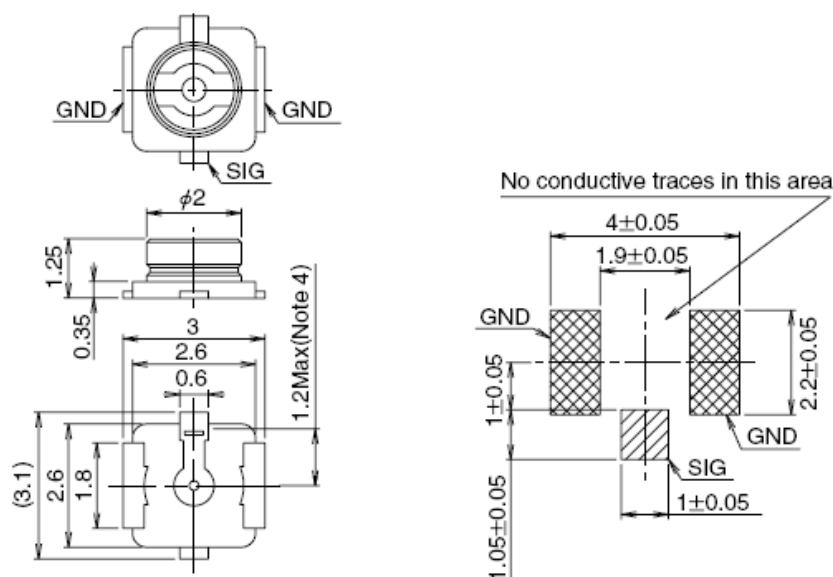 GND
GND
SIG
φ2
1.25
0.35
3
2.6
0.6
1.2Max(Note 4)
(3.1)
2.6
1.8
No conductive traces in this area
4±0.05
1.9±0.05
GND
2.2±0.05
1±0.05
GND
SIG
1±0.05
1.05±0.05